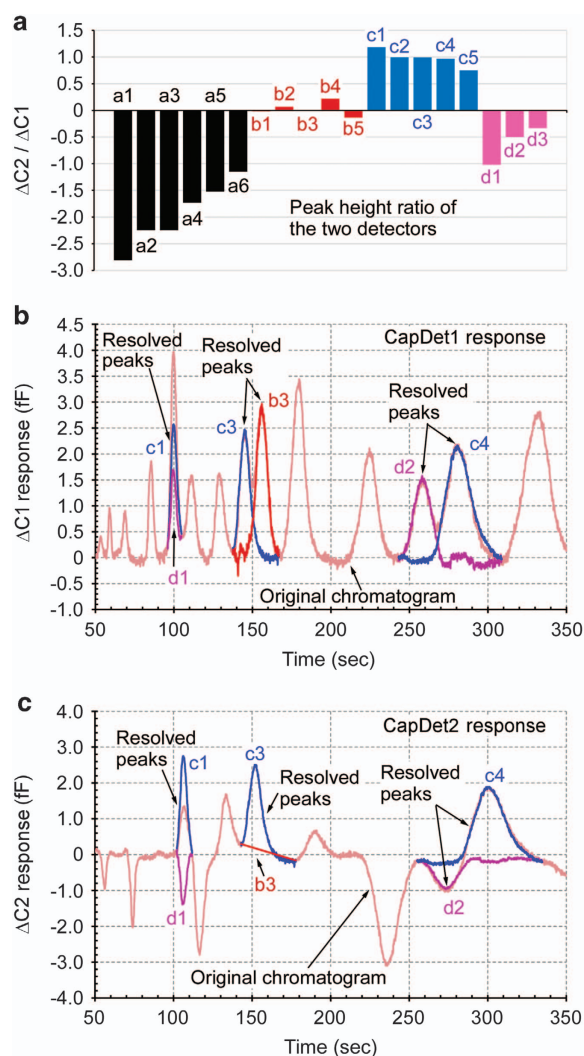 a
1.5
1.0
0.5
0
-0.5
-1.0
-1.5
-2.0
-2.5
-3.0
ΔC2 / ΔC1
a1
a3
a5
a2
a4
a6
b1
b2
b3
b4
b5
c1
c2
c3
c4
c5
d1
d2
d3
Peak height ratio of
the two detectors
b
4.5
4.0
3.5
3.0
2.5
2.0
1.5
1.0
0.5
0
-0.5
-1.0
ΔC1 response (fF)
CapDet1 response
Resolved
peaks
Resolved
peaks
Resolved
peaks
c1
d1
c3
b3
d2
c4
Original chromatogram
50
100
150
200
250
300
350
Time (sec)
c
4.0
3.0
2.0
1.0
0
-1.0
-2.0
-3.0
-4.0
ΔC2 response (fF)
CapDet2 response
Resolved
peaks
c1
c3
Resolved
peaks
Resolved
peaks
c4
d1
b3
d2
Original chromatogram
50
100
150
200
250
300
350
Time (sec)